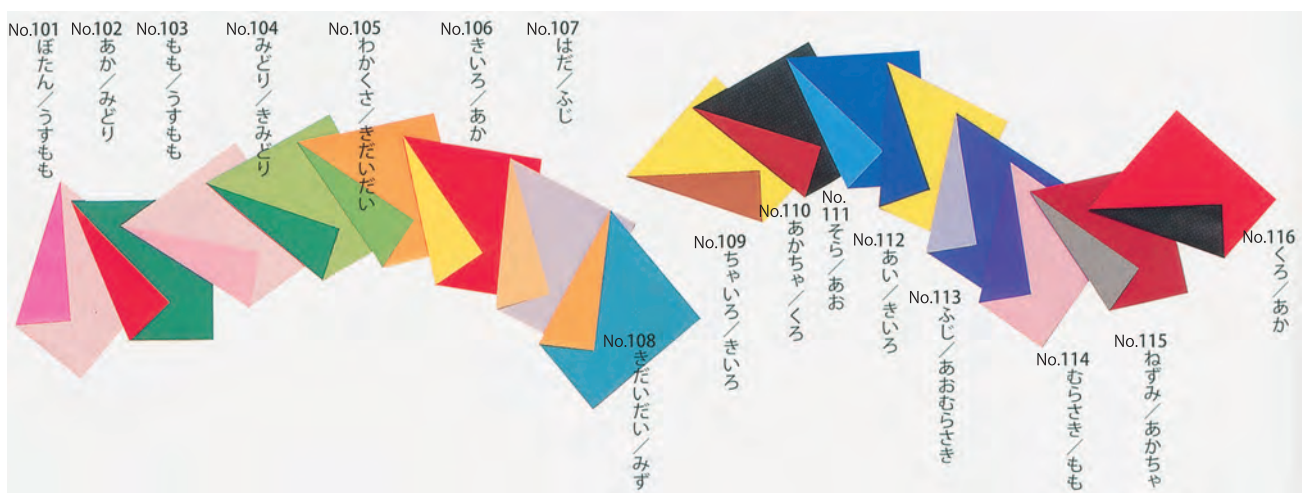 No.101
ぼたん／うすもも
No.102
あか／みどり
No.103
もも／うすもも
No.104
みどり／きみどり
No.105
わかくさ／きだいだい
No.106
きいろ／あか
No.107
はだ／ふじ
No.108
きだいだい／みず
No.109
ちゃいろ／きいろ
No.110
あかちゃ／くろ
No.
111
そら／あお
No.112
あい／きいろ
No.113
ふじ／あおむらさき
No.114
むらさき／もも
No.115
ねずみ／あかちゃ
No.116
くろ／あか